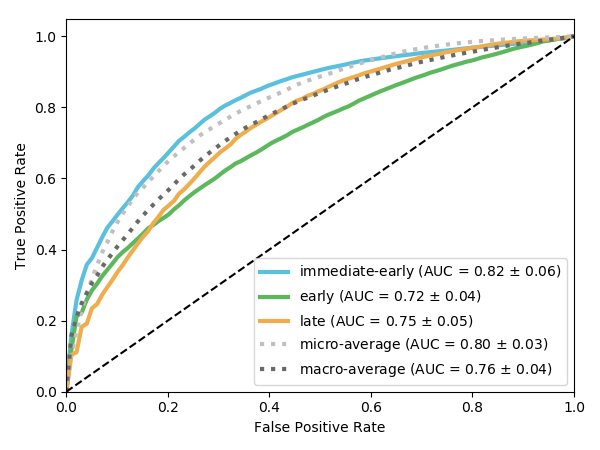 1.0
0.8
0.6
0.4
0.2
0.0
True Positive Rate
immediate-early (AUC = 0.82 ± 0.06)
early (AUC = 0.72 ± 0.04)
late (AUC = 0.75 ± 0.05)
micro-average (AUC = 0.80 ± 0.03)
macro-average (AUC = 0.76 ± 0.04)
0.0 0.2 0.4 0.6 0.8 1.0
False Positive Rate